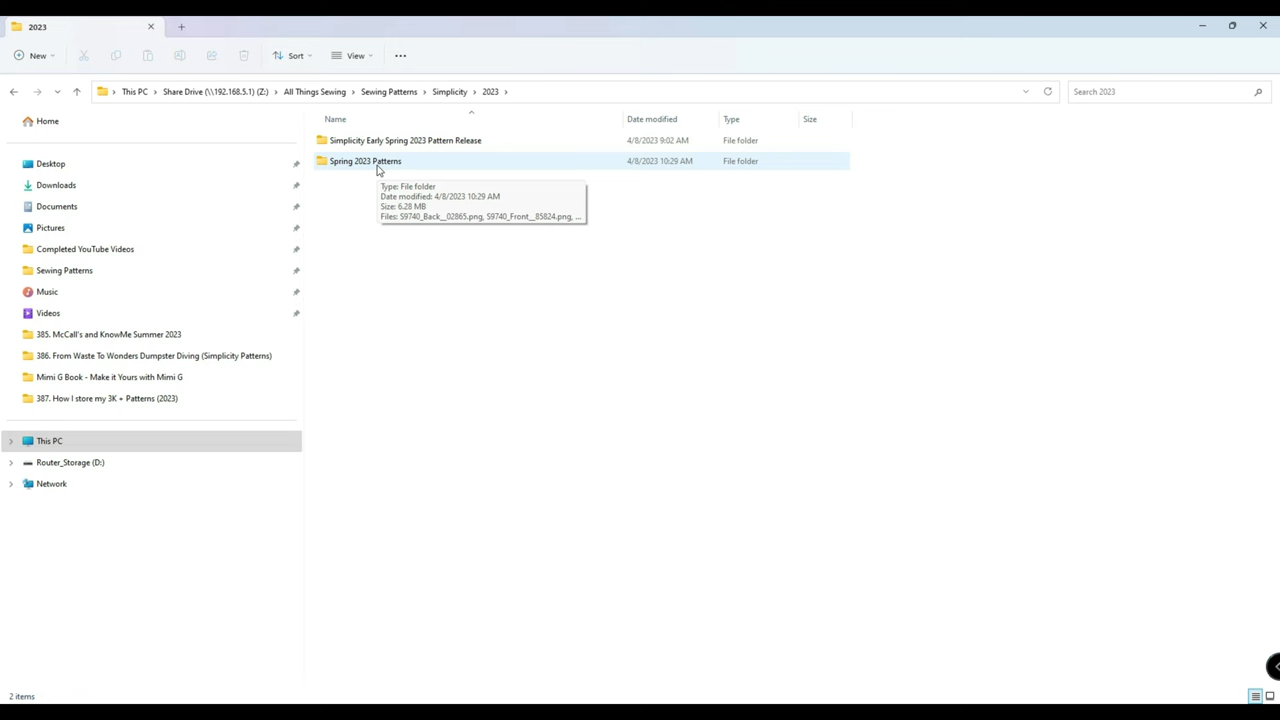 2023
New
Sort
View
This PC > Share Drive (\\192.168.5.1) (Z:) > All Things Sewing > Sewing Patterns > Simplicity > 2023 >
Search 2023
Home
Desktop
Downloads
Documents
Pictures
Completed YouTube Videos
Sewing Patterns
Music
Videos
385. McCall's and KnowMe Summer 2023
386. From Waste To Wonders Dumpster Diving (Simplicity Patterns)
Mimi G Book - Make it Yours with Mimi G
387. How I store my 3K + Patterns (2023)
This PC
Router_Storage (D:)
Network
Name Date modified Type Size
Simplicity Early Spring 2023 Pattern Release 4/8/2023 9:02 AM File folder
Spring 2023 Patterns 4/8/2023 10:29 AM File folder
Type: File folder
Date modified: 4/8/2023 10:29 AM
Size: 6.28 MB
Files: S9740_Back__02865.png, S9740_Front__85824.png, ...
2 items